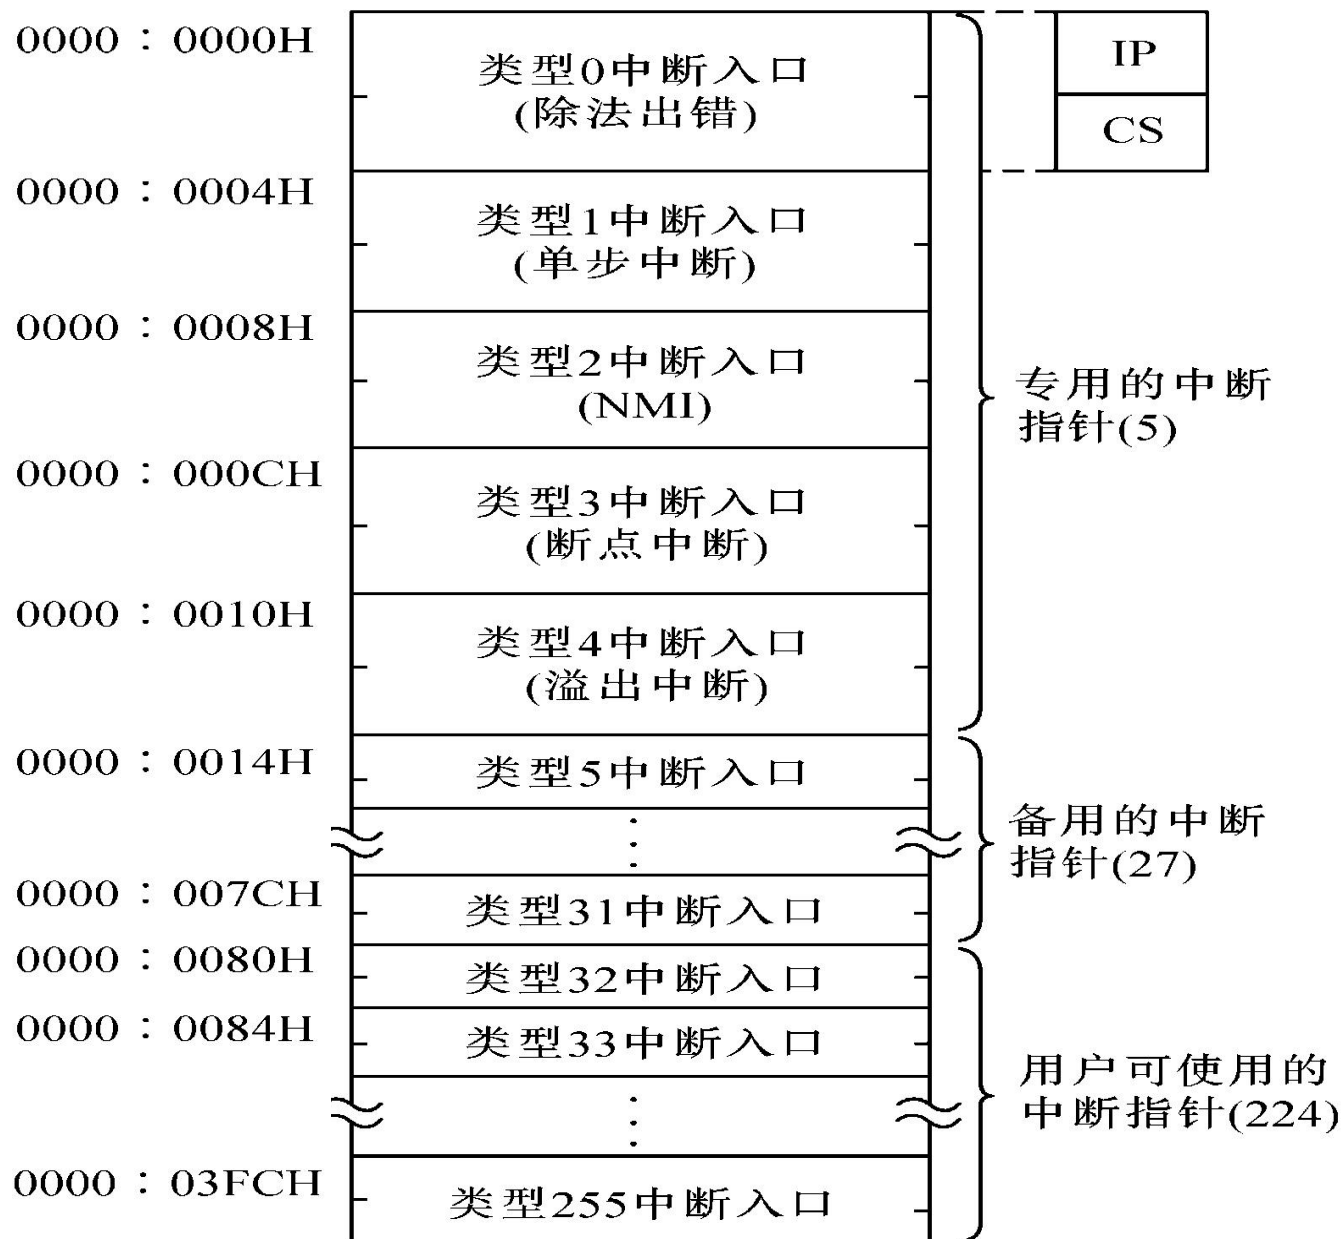 0000：0000H
类型0中断入口
(除法出错)
IP
CS
0000：0004H
类型1中断入口
(单步中断)
0000：0008H
类型2中断入口
(NMI)
专用的中断
指针(5)
0000：000CH
类型3中断入口
(断点中断)
0000：0010H
类型4中断入口
(溢出中断)
0000：0014H
类型5中断入口
⋮
备用的中断
指针(27)
0000：007CH
类型31中断入口
0000：0080H
类型32中断入口
0000：0084H
类型33中断入口
⋮
用户可使用的
中断指针(224)
0000：03FCH
类型255中断入口